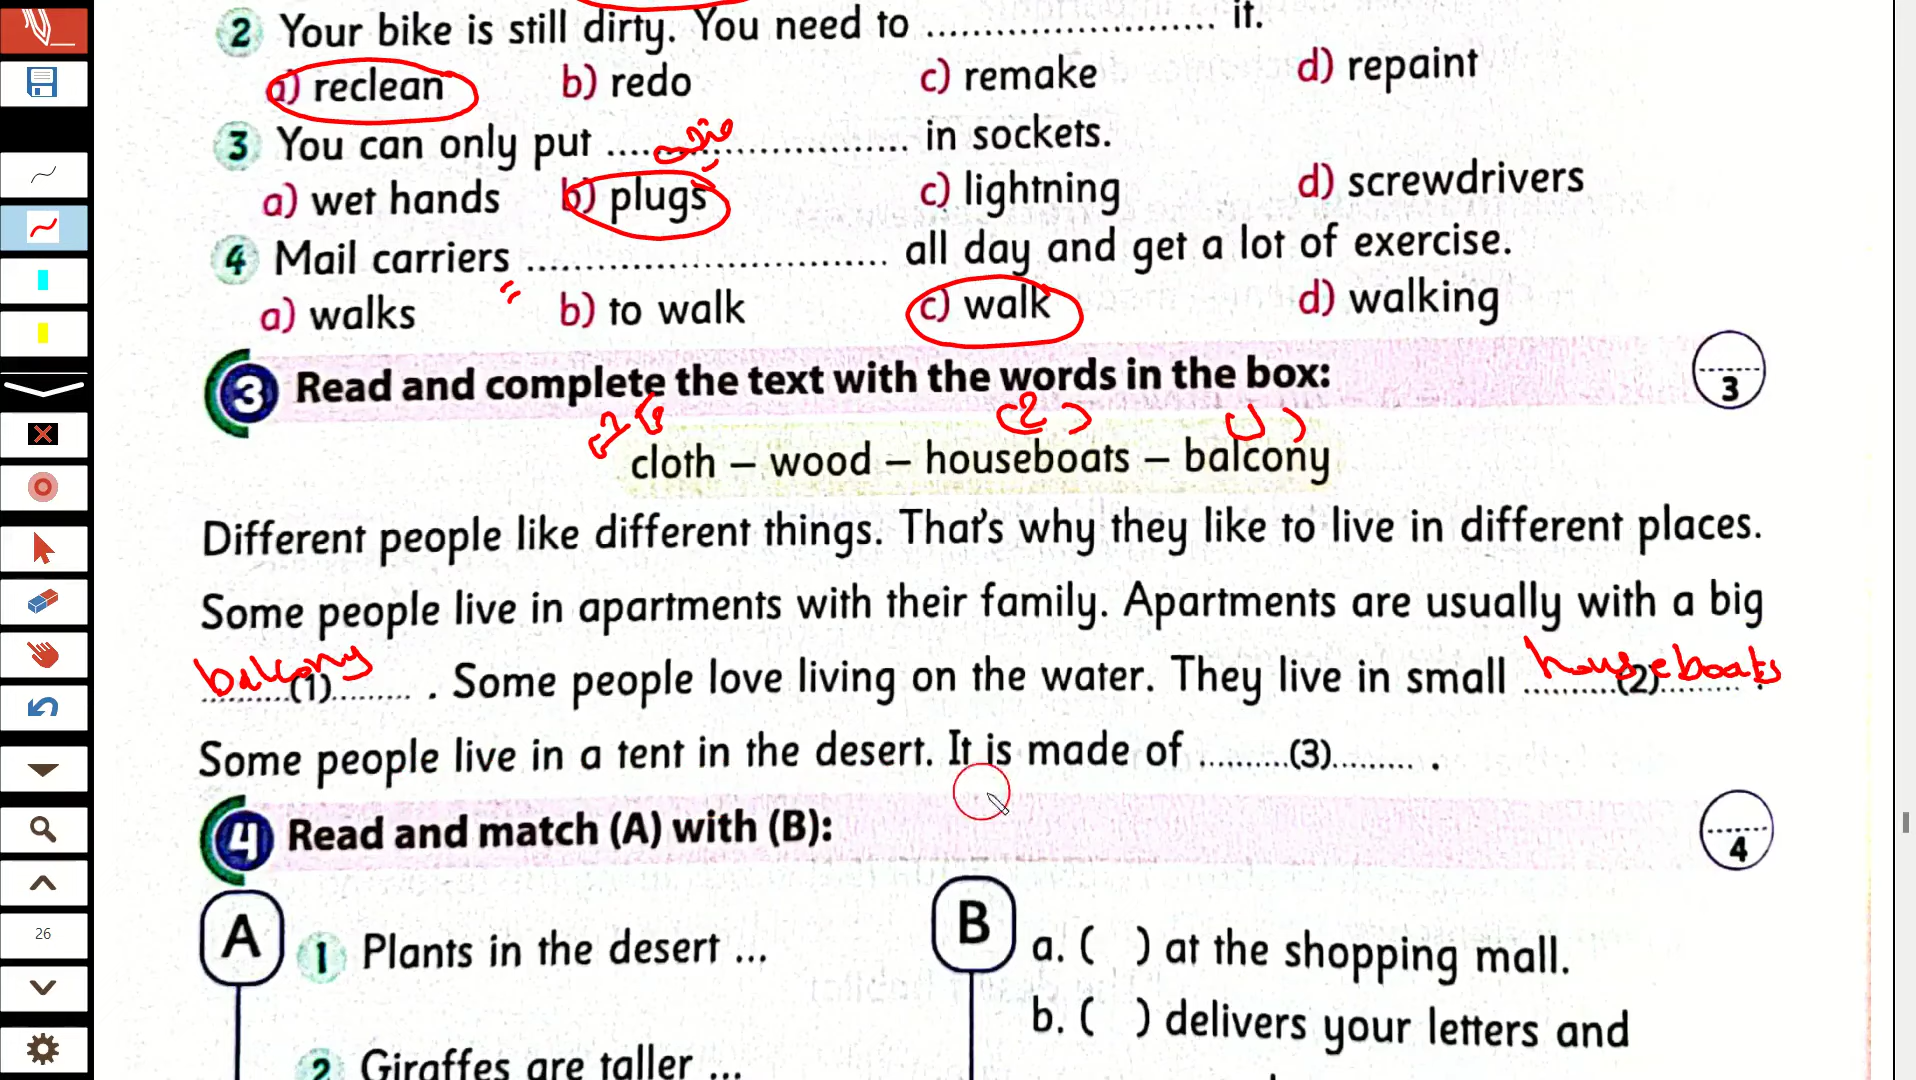 2 Your bike is still dirty. You need to ........................ it.
a) reclean b) redo c) remake d) repaint
3 You can only put ........................ in sockets.
a) wet hands b) plugs c) lightning d) screwdrivers
4 Mail carriers ........................ all day and get a lot of exercise.
a) walks b) to walk c) walk d) walking
3 Read and complete the text with the words in the box:
3
(2)
cloth – wood – houseboats – balcony
Different people like different things. That's why they like to live in different places.
Some people live in apartments with their family. Apartments are usually with a big
balcony houseboats
..........(1)......... . Some people love living on the water. They live in small ..........(2)......... .
Some people live in a tent in the desert. It is made of ..........(3)......... .
4 Read and match (A) with (B):
4
A B
1 Plants in the desert ... a. ( ) at the shopping mall.
b. ( ) delivers your letters and
2 Giraffes are taller ...
26